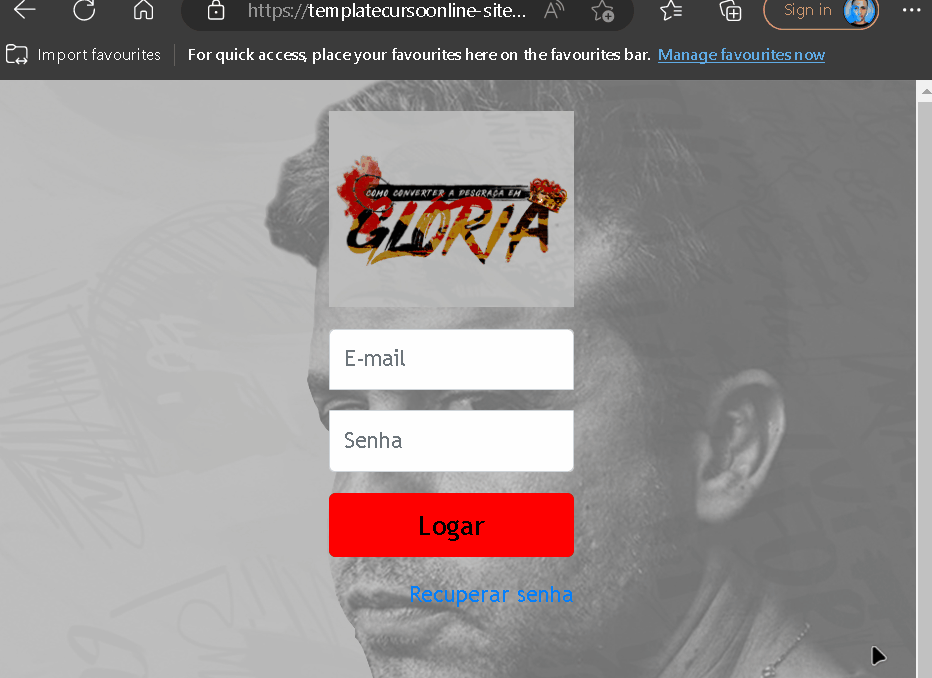 https://templatecursoonline-site...
Sign in
Import favourites
For quick access, place your favourites here on the favourites bar. Manage favourites now
COMO CONVERTER A DESGRAÇA EM
GLÓRIA
E-mail
Senha
Logar
Recuperar senha